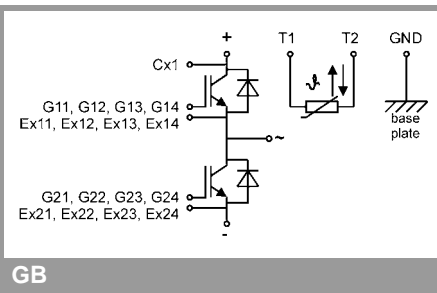 +
T1 T2 GND
Cx1
ϑ
G11, G12, G13, G14
Ex11, Ex12, Ex13, Ex14
base
plate
~
G21, G22, G23, G24
Ex21, Ex22, Ex23, Ex24
-
GB